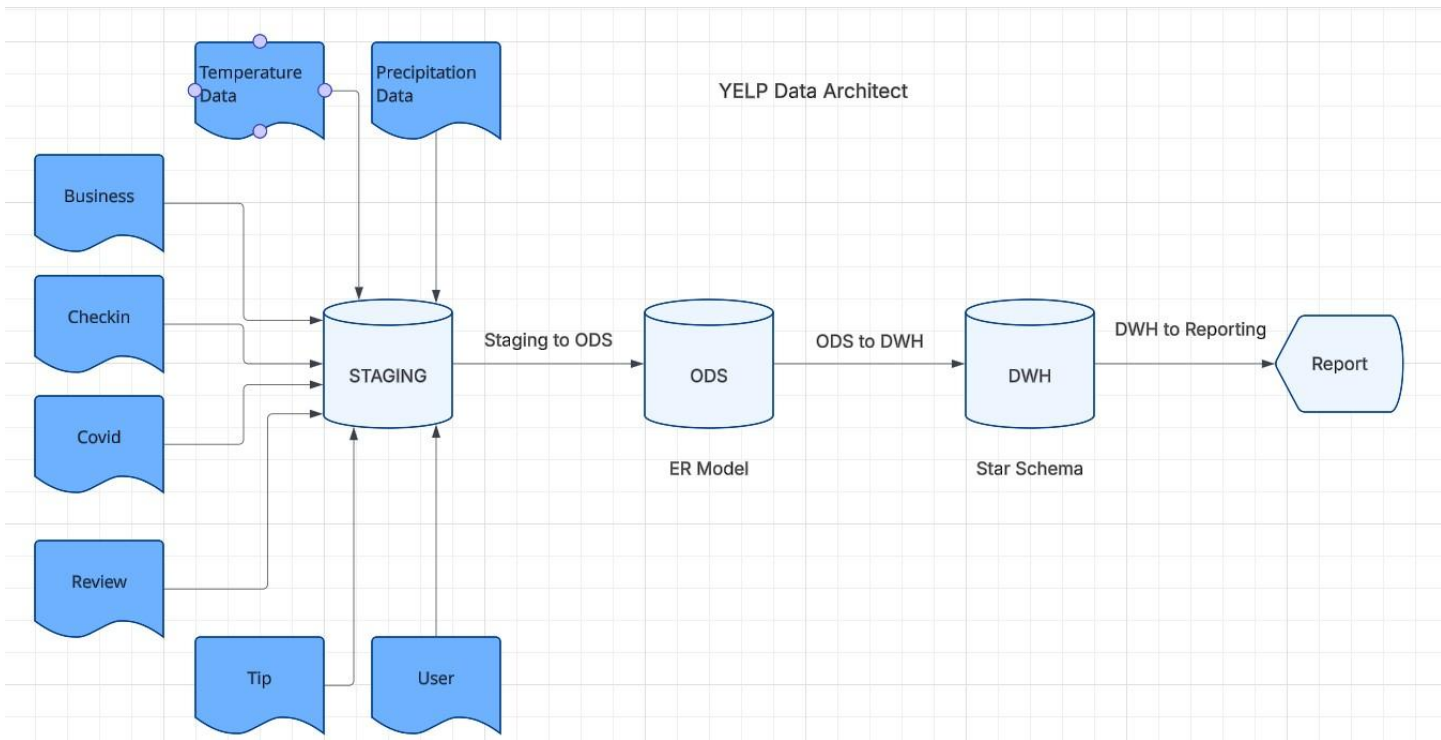 Temperature
Data
Precipitation
Data
YELP Data Architect
Business
Checkin
Covid
Review
Tip
User
STAGING
Staging to ODS
ODS
ER Model
ODS to DWH
DWH
Star Schema
DWH to Reporting
Report